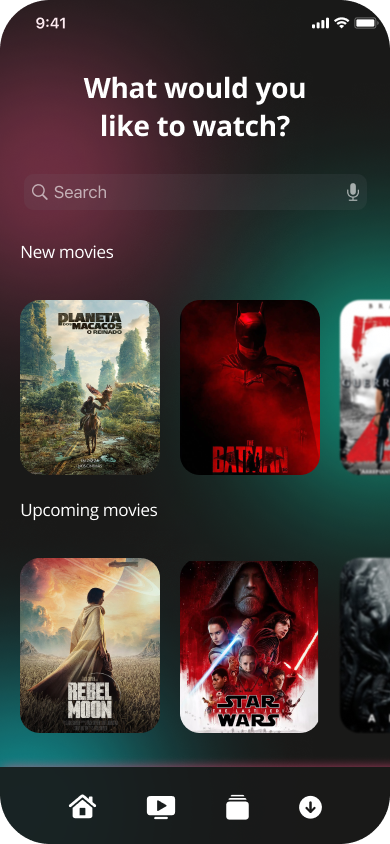 9:41
What would you
like to watch?
Search
New movies
PLANETA
DOS MACACOS
O REINADO
THE
BATMAN
Upcoming movies
REBEL
MOON
STAR
THE LAST JEDI
WARS